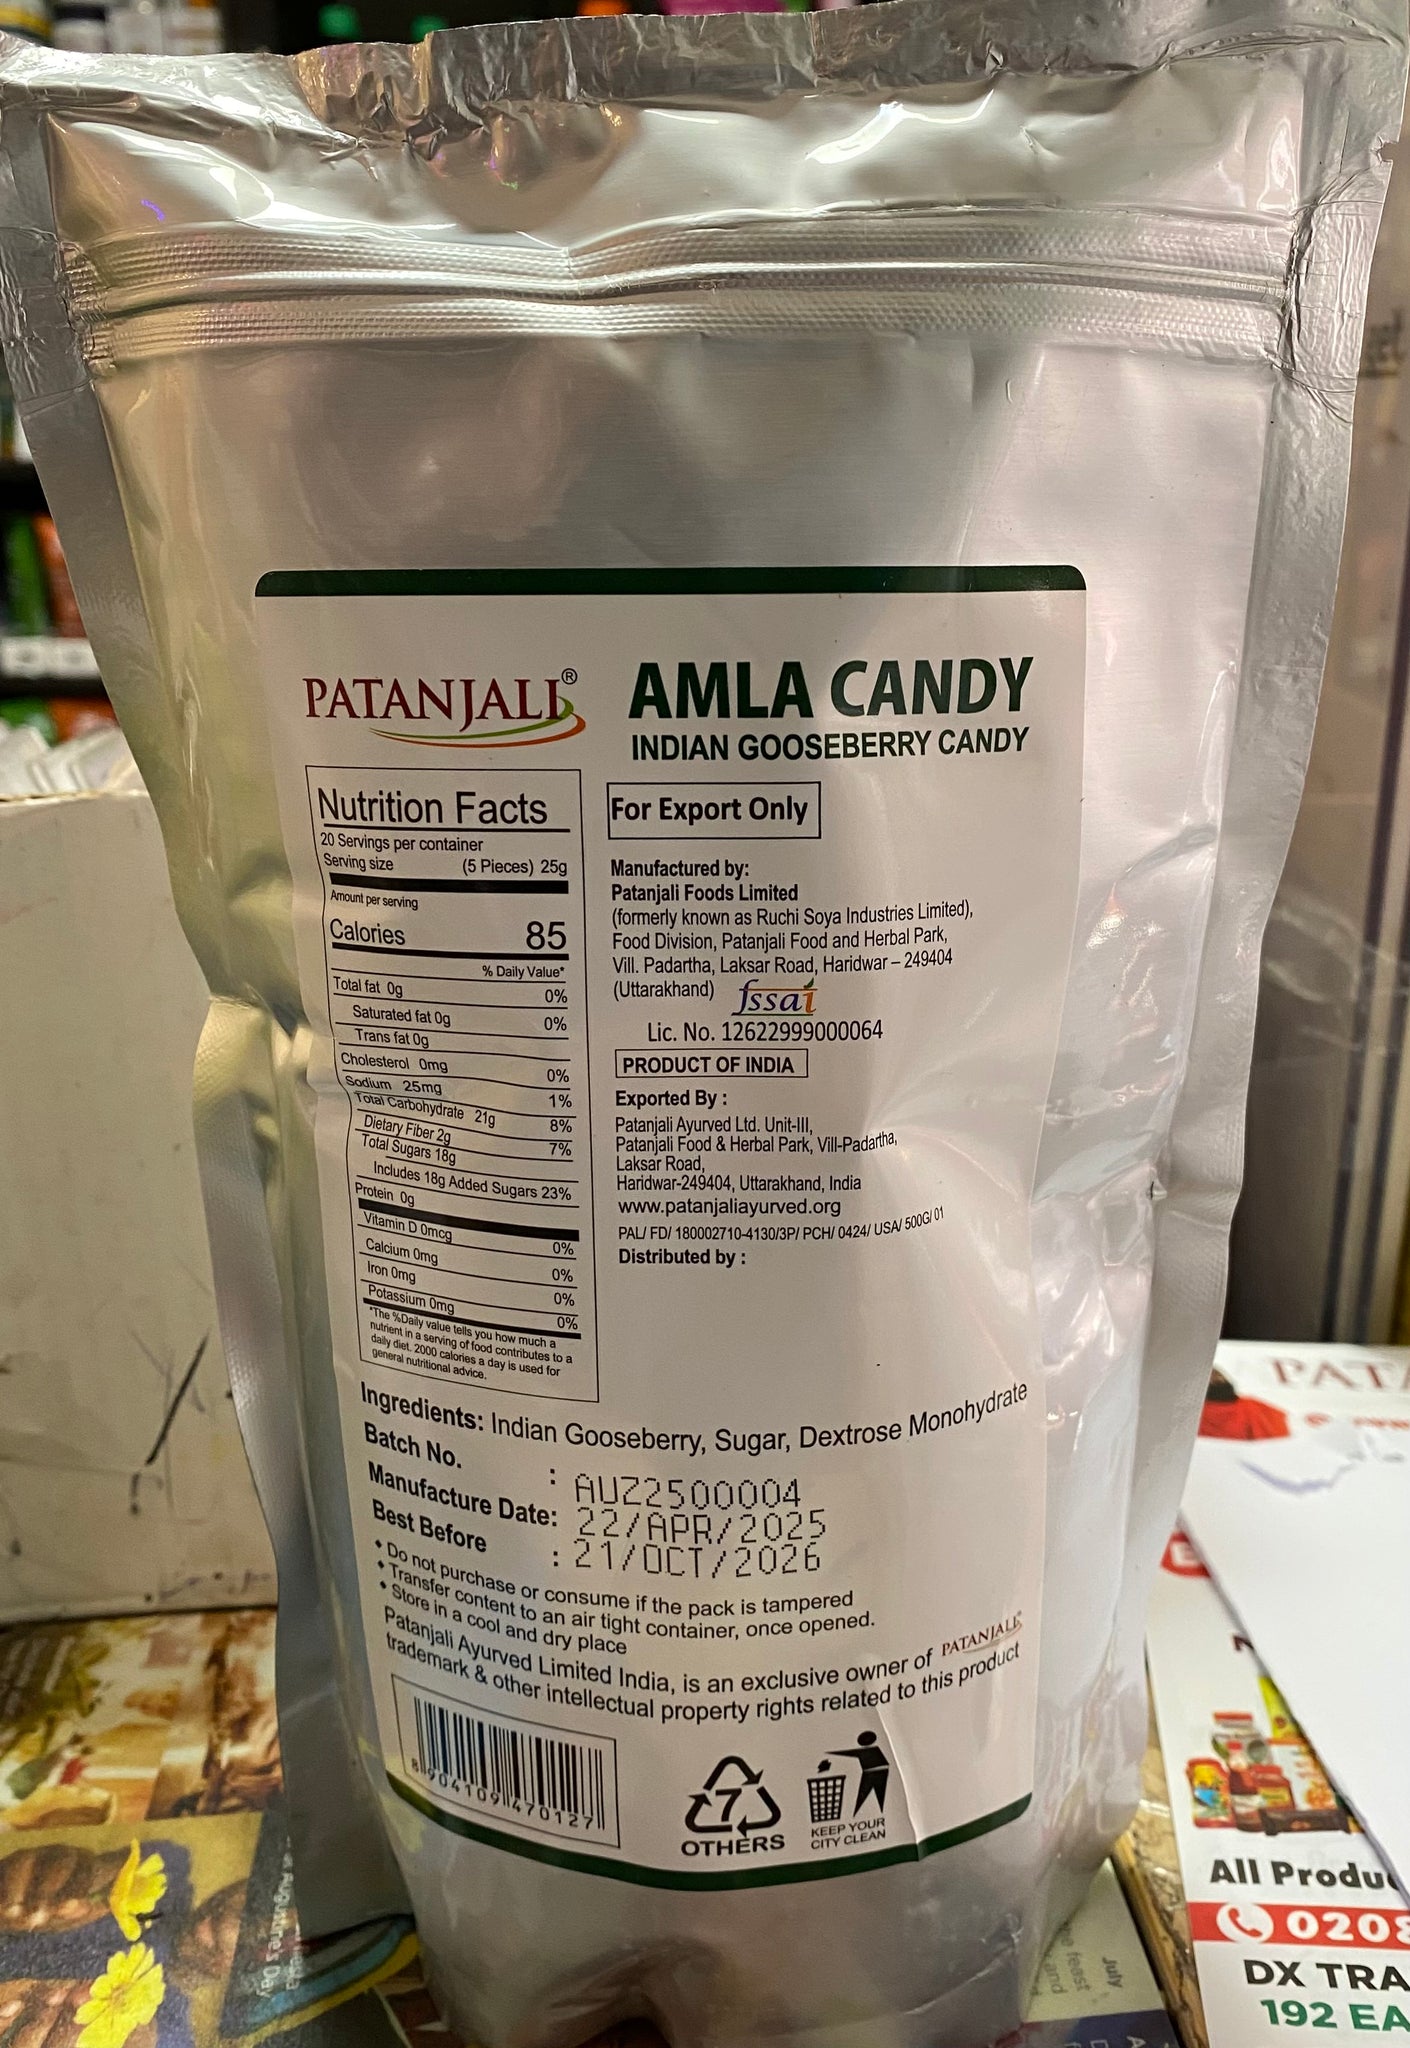 PATANJALI®
AMLA CANDY
INDIAN GOOSEBERRY CANDY
Nutrition Facts
20 Servings per container
Serving size (5 Pieces) 25g
Amount per serving
Calories 85
% Daily Value*
Total fat 0g 0%
Saturated fat 0g 0%
Trans fat 0g
Cholesterol 0mg 0%
Sodium 25mg 1%
Total Carbohydrate 21g 8%
Dietary Fiber 2g 7%
Total Sugars 18g
Includes 18g Added Sugars 23%
Protein 0g
Vitamin D 0mcg 0%
Calcium 0mg 0%
Iron 0mg 0%
Potassium 0mg 0%
*The %Daily value tells you how much a
nutrient in a serving of food contributes to a
daily diet. 2000 calories a day is used for
general nutritional advice.
For Export Only
Manufactured by:
Patanjali Foods Limited
(formerly known as Ruchi Soya Industries Limited),
Food Division, Patanjali Food and Herbal Park,
Vill. Padartha, Laksar Road, Haridwar – 249404
(Uttarakhand) fssai
Lic. No. 12622999000064
PRODUCT OF INDIA
Exported By :
Patanjali Ayurved Ltd. Unit-III,
Patanjali Food & Herbal Park, Vill-Padartha,
Laksar Road,
Haridwar-249404, Uttarakhand, India
www.patanjaliayurved.org
PAL/ FD/ 180002710-4130/3P/ PCH/ 0424/ USA/ 500G/ 01
Distributed by :
Ingredients: Indian Gooseberry, Sugar, Dextrose Monohydrate
Batch No. : AUZ2500004
Manufacture Date: 22/APR/2025
Best Before : 21/OCT/2026
• Do not purchase or consume if the pack is tampered
• Transfer content to an air tight container, once opened.
• Store in a cool and dry place
Patanjali Ayurved Limited India, is an exclusive owner of PATANJALI®
trademark & other intellectual property rights related to this product
8 904109 470127
7
OTHERS
KEEP YOUR
CITY CLEAN
PATA
All Produc
0208
DX TRA
192 EA
July